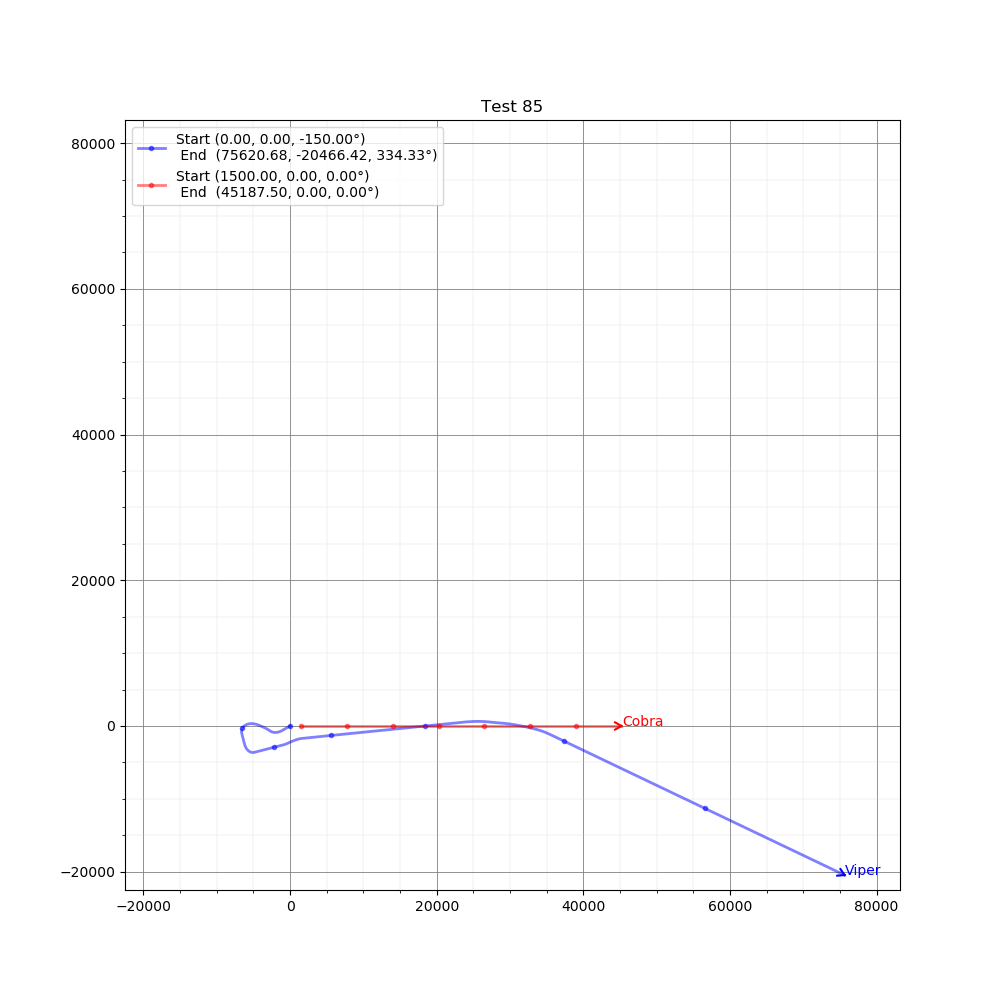 Test 85
Start (0.00, 0.00, -150.00°)
End (75620.68, -20466.42, 334.33°)
Start (1500.00, 0.00, 0.00°)
End (45187.50, 0.00, 0.00°)
80000
60000
40000
20000
0
−20000
Cobra
Viper
−20000 0 20000 40000 60000 80000